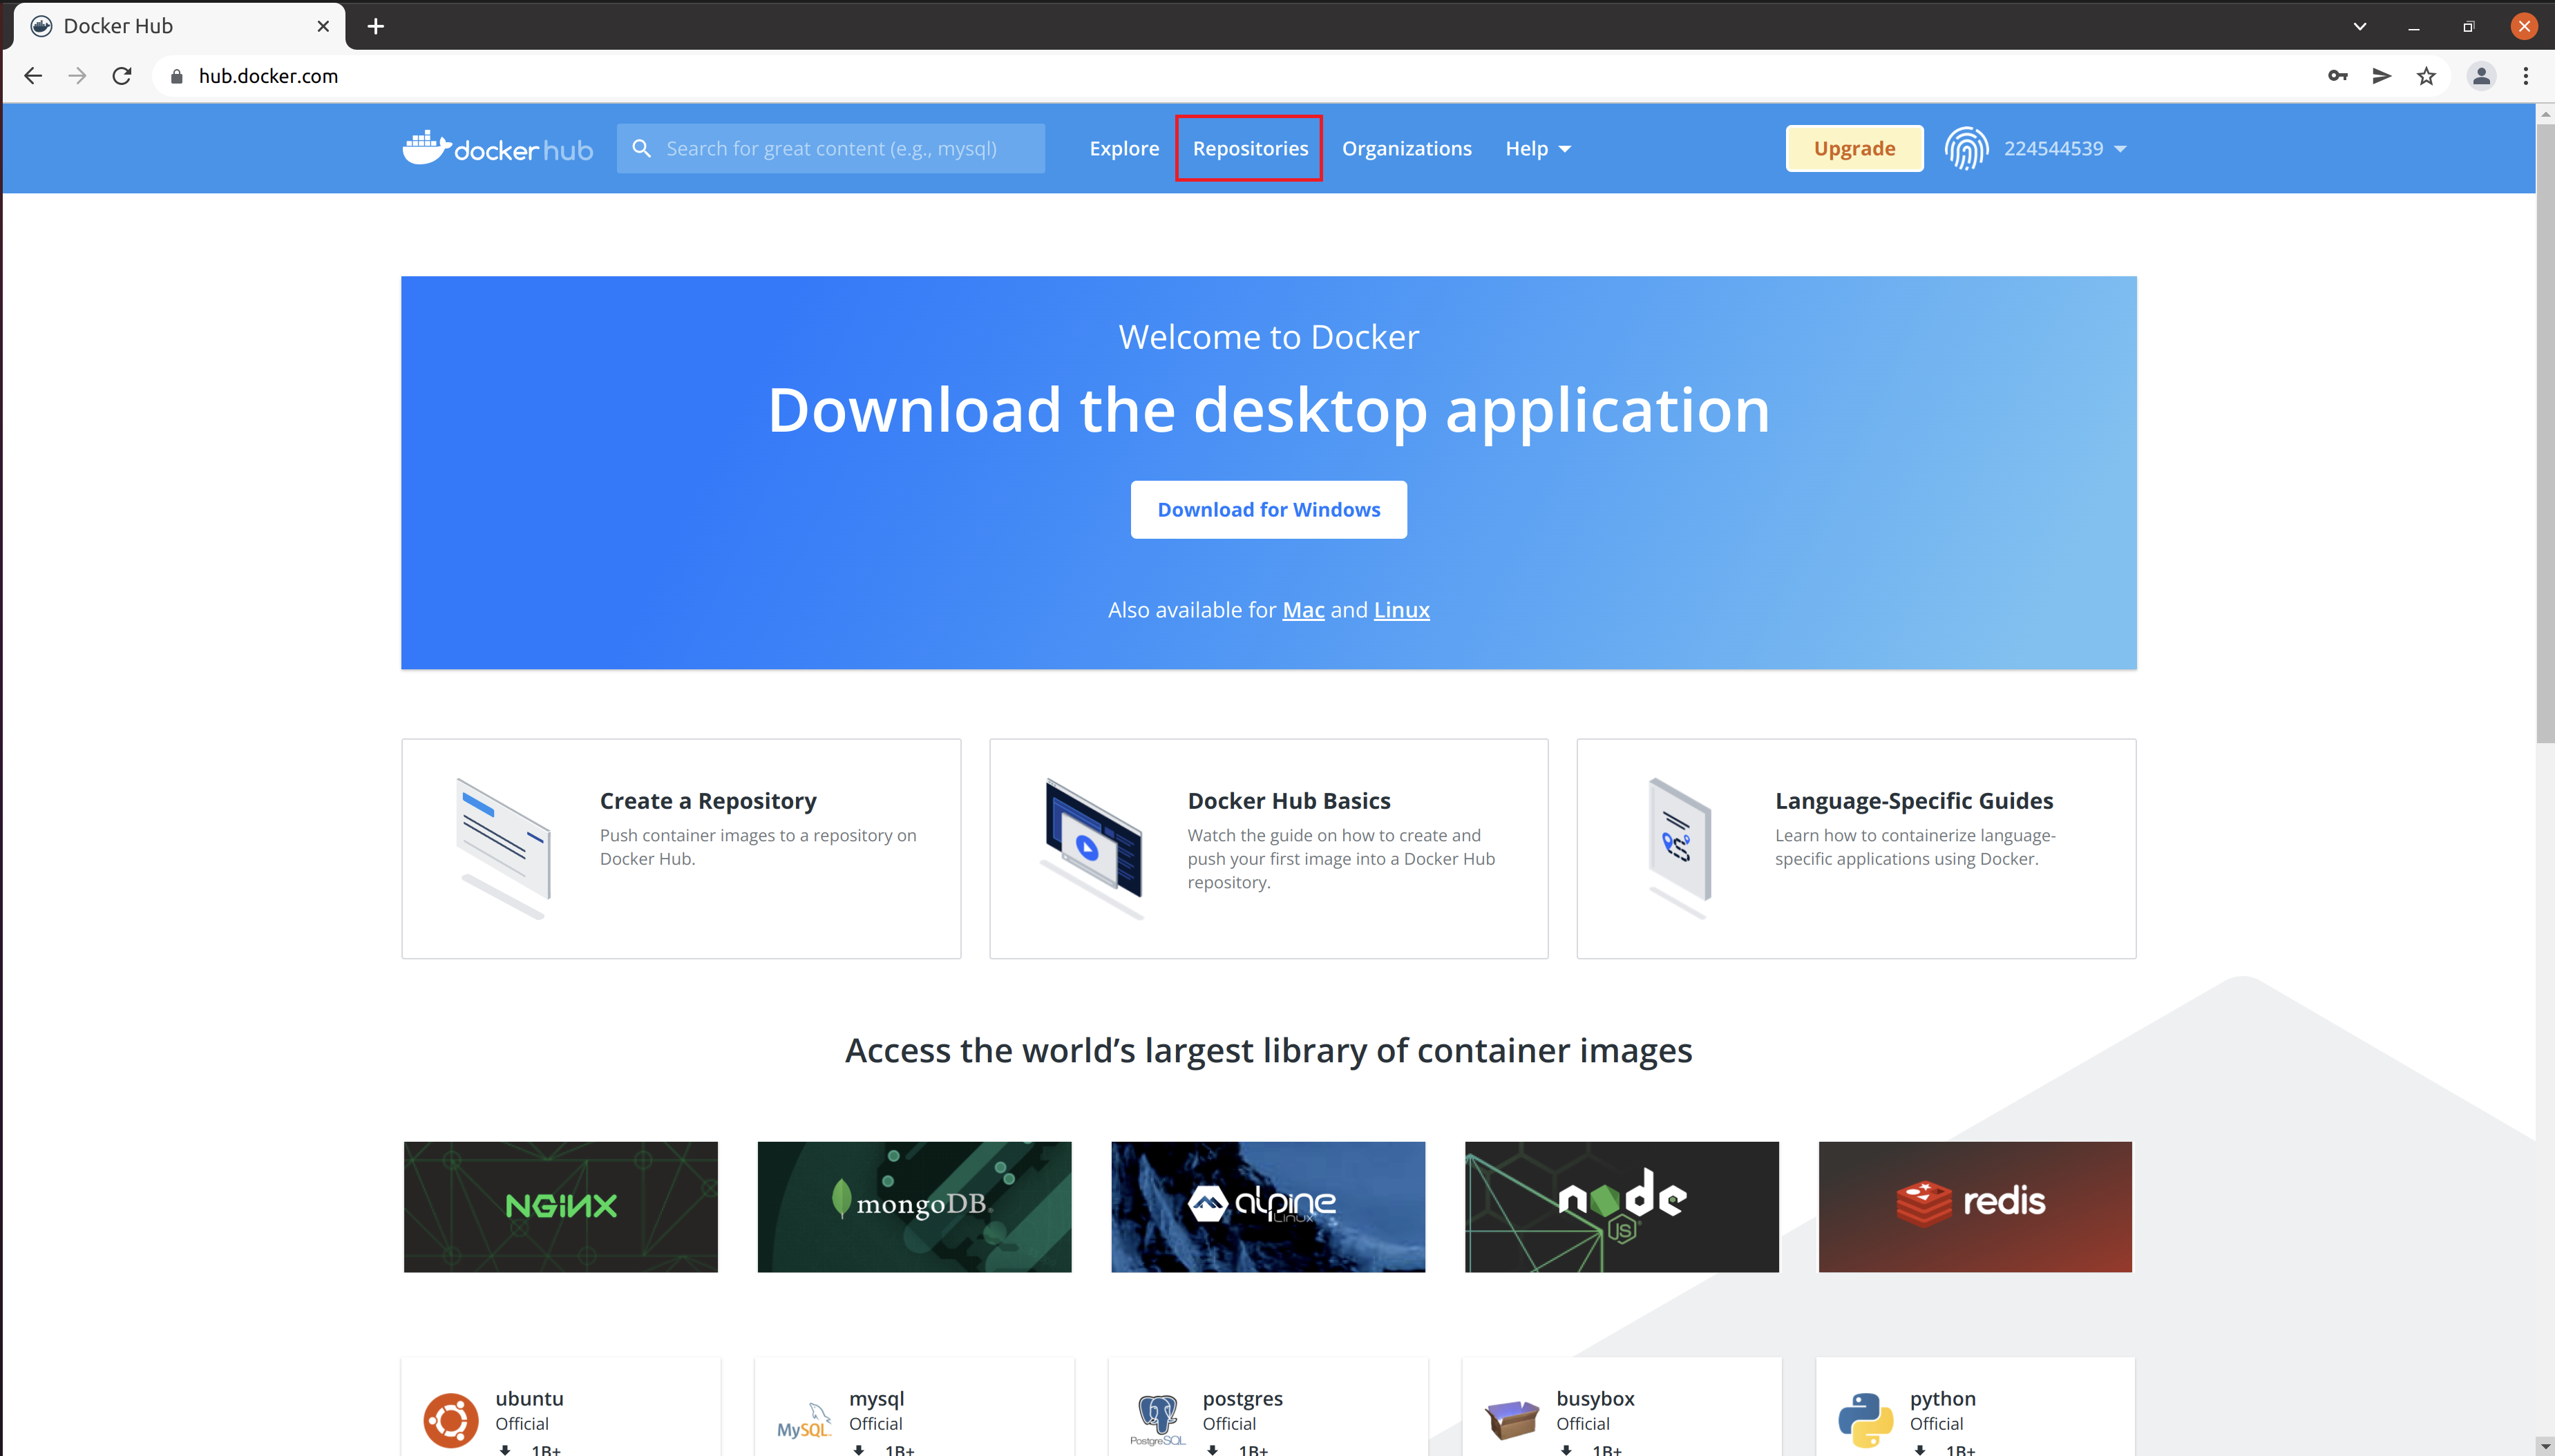 Docker Hub
hub.docker.com
docker hub
Search for great content (e.g., mysql)
Explore
Repositories
Organizations
Help
Upgrade
224544539
Welcome to Docker
Download the desktop application
Download for Windows
Also available for Mac and Linux
Create a Repository
Push container images to a repository on
Docker Hub.
Docker Hub Basics
Watch the guide on how to create and
push your first image into a Docker Hub
repository.
Language-Specific Guides
Learn how to containerize language-
specific applications using Docker.
Access the world’s largest library of container images
NGINX
mongoDB.
alpine
Linux
node
JS
redis
ubuntu
Official
1B+
MySQL
mysql
Official
1B+
PostgreSQL
postgres
Official
1B+
busybox
Official
1B+
python
Official
1B+